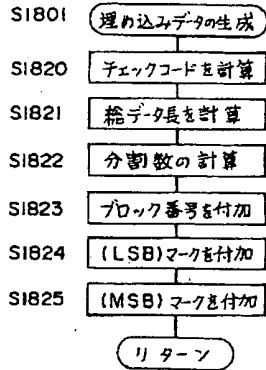 S1801 埋め込みデータの生成
S1820 チェックコードを計算
S1821 総データ長を計算
S1822 分割数の計算
S1823 ブロック番号を付加
S1824 (LSB)マークを付加
S1825 (MSB)マークを付加
リターン